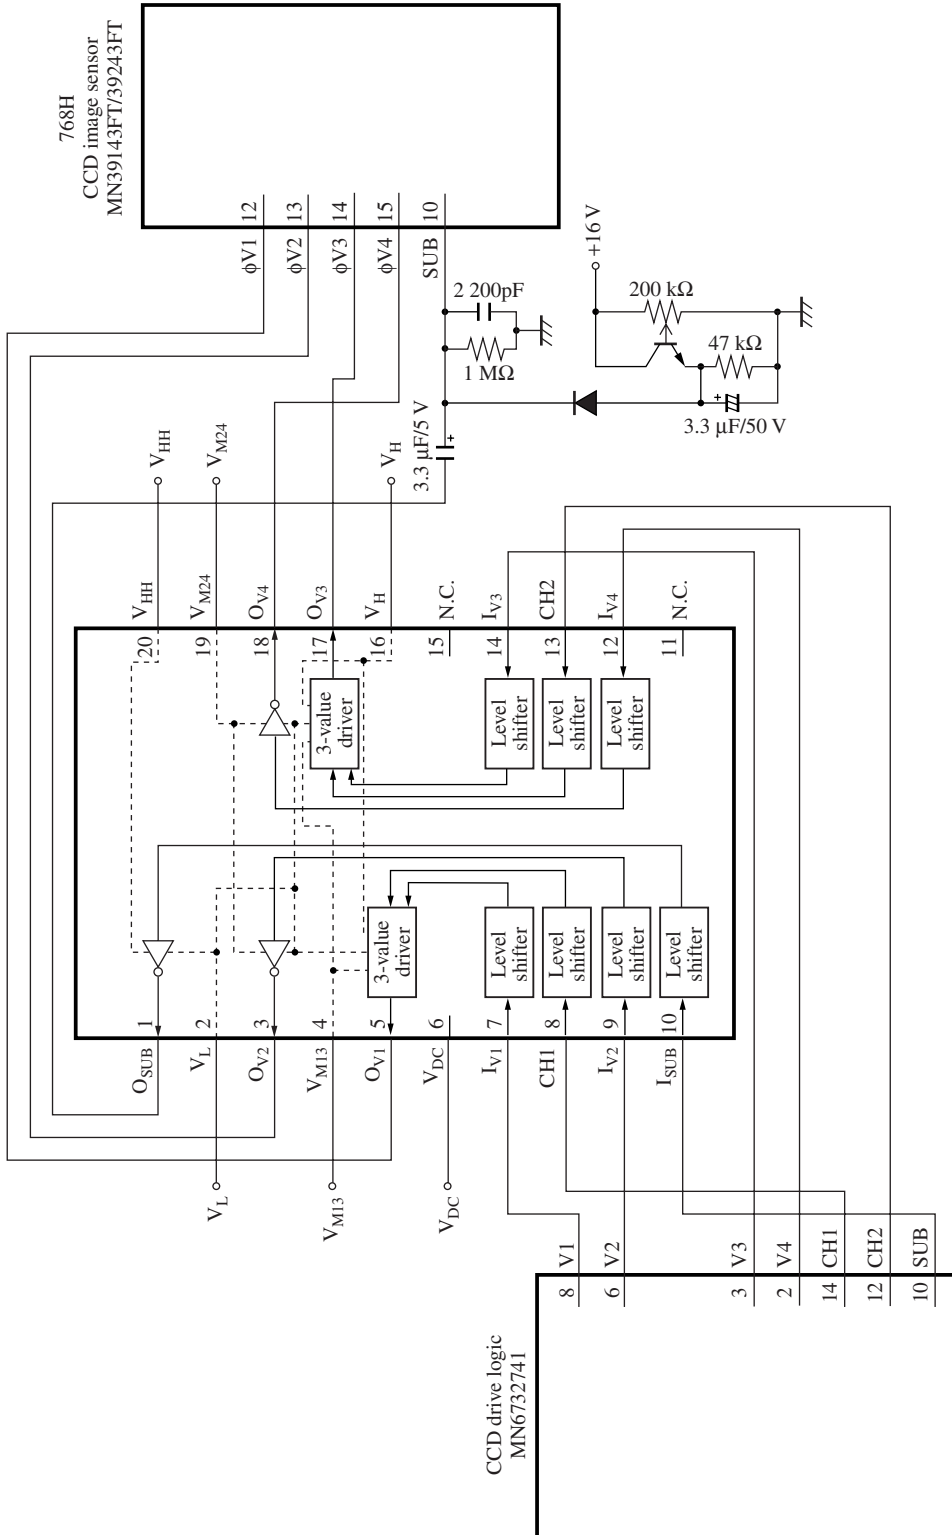 768H
CCD image sensor
MN39143FT/39243FT
12
13
14
15
10
ϕV1
ϕV2
ϕV3
ϕV4
SUB
2 200pF
1 MΩ
+16 V
200 kΩ
47 kΩ
3.3 μF/50 V
+
3.3 μF/5 V
+
VHH
VM24
VH
VHH
VM24
OV4
OV3
VH
N.C.
IV3
CH2
IV4
N.C.
20
19
18
17
16
15
14
13
12
11
3-value
driver
Level
shifter
Level
shifter
Level
shifter
3-value
driver
Level
shifter
Level
shifter
Level
shifter
Level
shifter
1
2
3
4
5
6
7
8
9
10
OSUB
VL
OV2
VM13
OV1
VDC
IV1
CH1
IV2
ISUB
VL
VM13
VDC
V1
V2
V3
V4
CH1
CH2
SUB
8
6
3
2
14
12
10
CCD drive logic
MN6732741